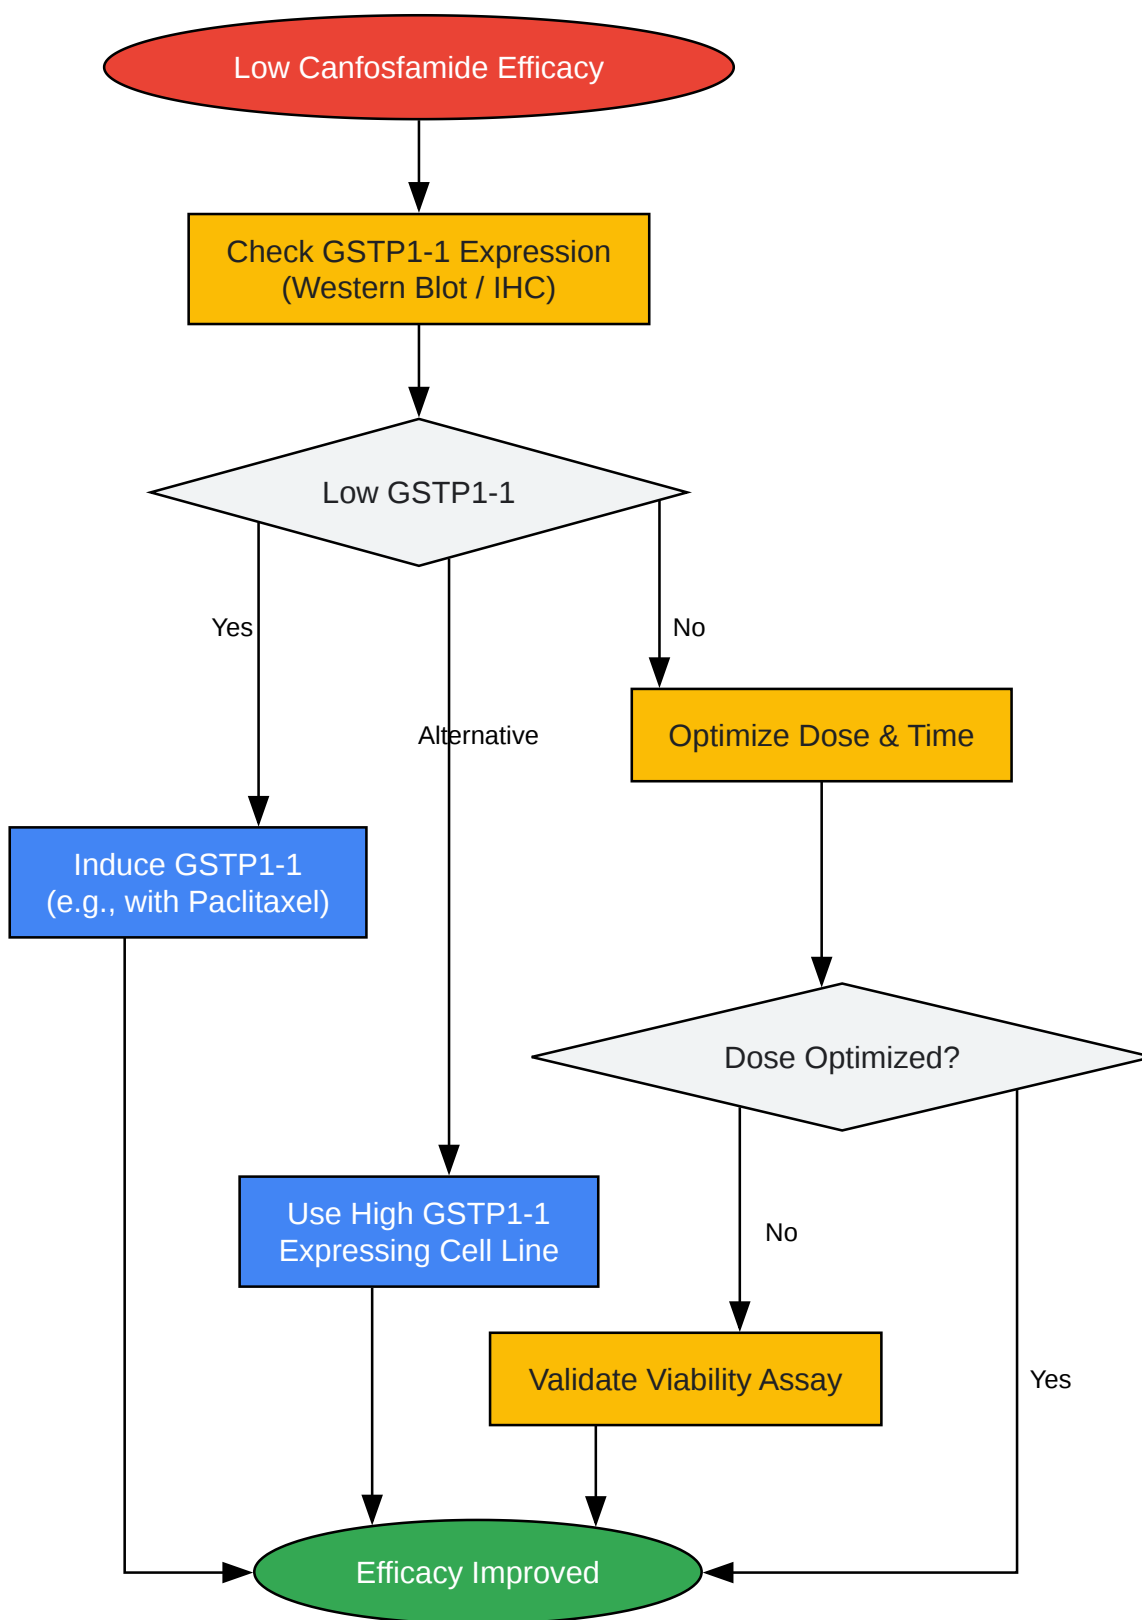 Low Canfosfamide Efficacy
Check GSTP1-1 Expression
(Western Blot / IHC)
Low GSTP1-1
Yes
No
Alternative
Optimize Dose & Time
Induce GSTP1-1
(e.g., with Paclitaxel)
Dose Optimized?
Use High GSTP1-1
Expressing Cell Line
No
Validate Viability Assay
Yes
Efficacy Improved